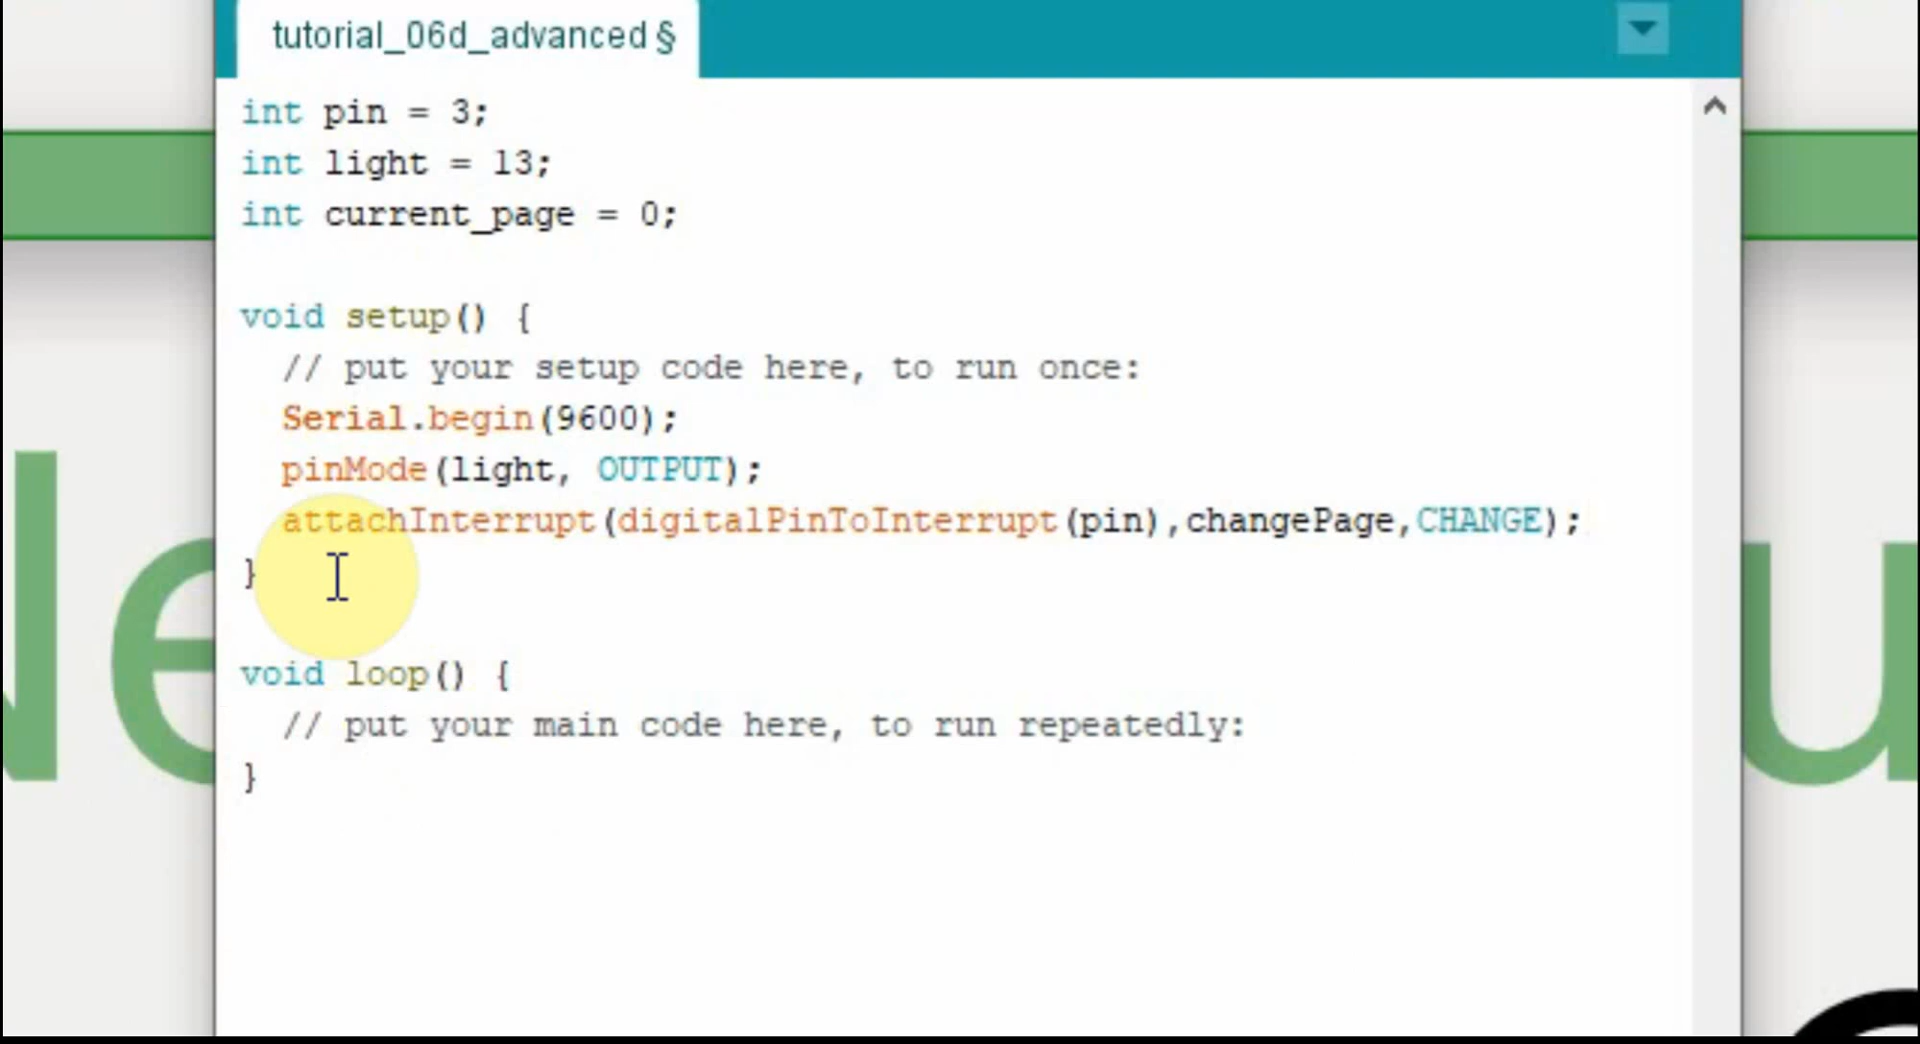 tutorial_06d_advanced §
int pin = 3;
int light = 13;
int current_page = 0;
void setup() {
// put your setup code here, to run once:
Serial.begin(9600);
pinMode(light, OUTPUT);
attachInterrupt(digitalPinToInterrupt(pin),changePage,CHANGE);
}
void loop() {
// put your main code here, to run repeatedly:
}